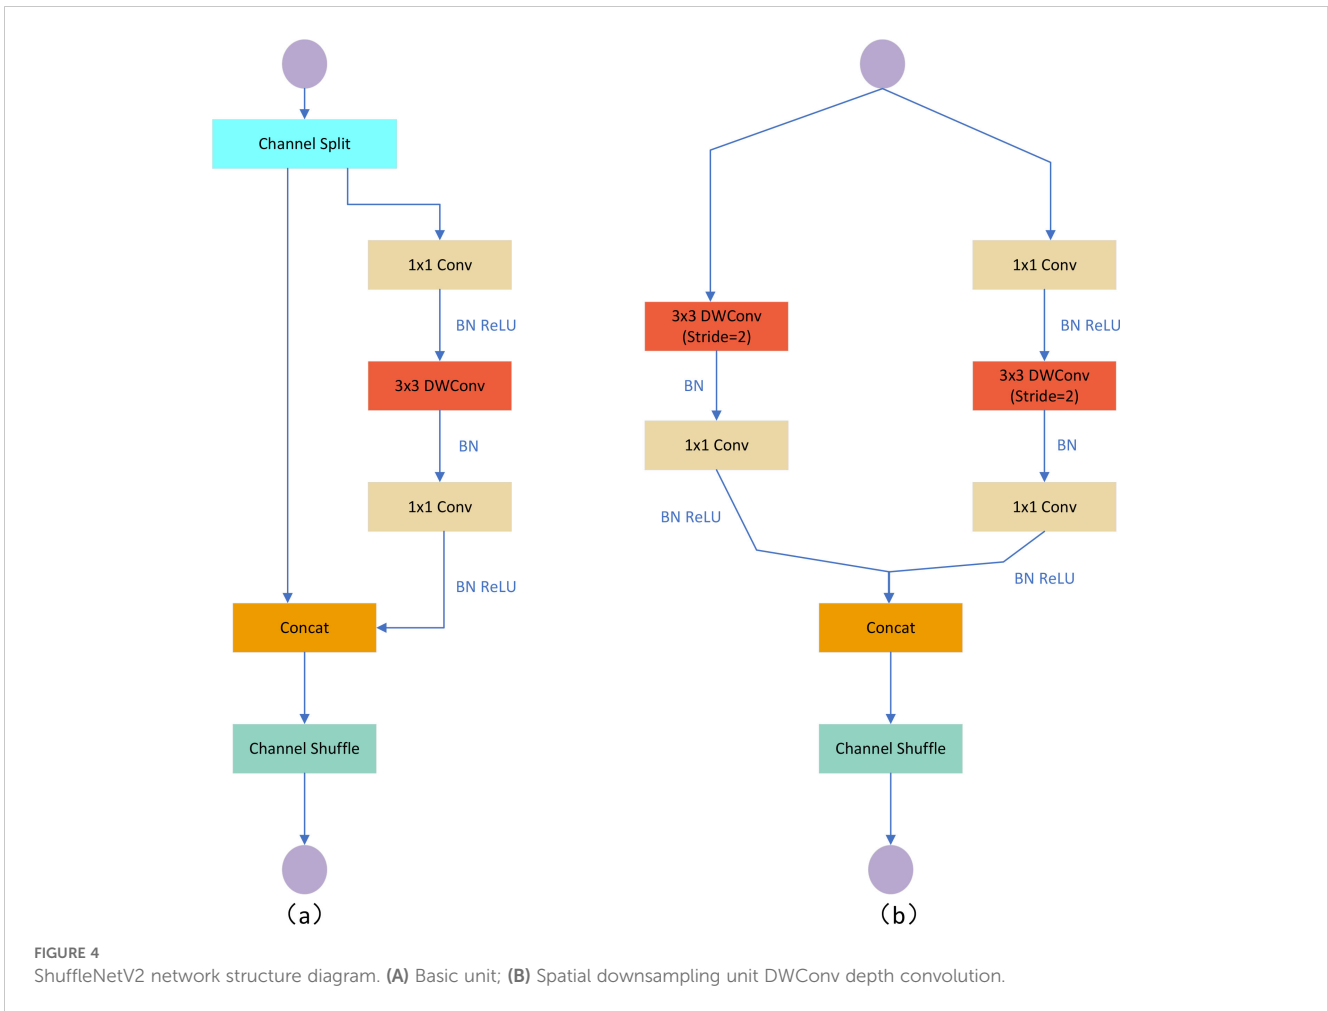 Channel Split
1x1 Conv
BN ReLU
3x3 DWConv
BN
1x1 Conv
BN ReLU
Concat
Channel Shuffle
(a)
3x3 DWConv
(Stride=2)
BN
1x1 Conv
BN ReLU
1x1 Conv
BN ReLU
3x3 DWConv
(Stride=2)
BN
1x1 Conv
BN ReLU
Concat
Channel Shuffle
(b)
FIGURE 4
ShuffleNetV2 network structure diagram. (A) Basic unit; (B) Spatial downsampling unit DWConv depth convolution.